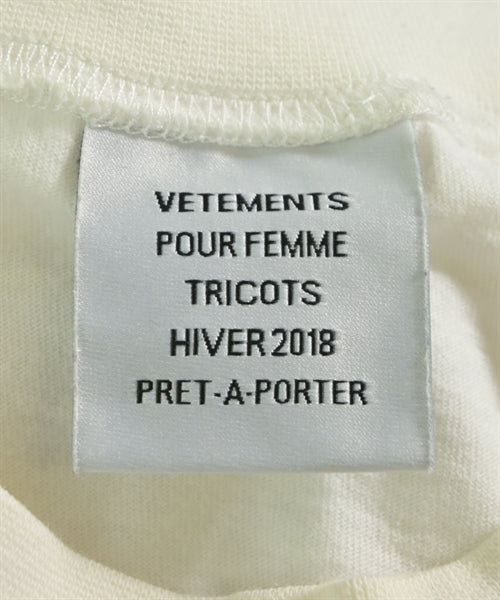 VETEMENTS
POUR FEMME
TRICOTS
HIVER 2018
PRET-A-PORTER